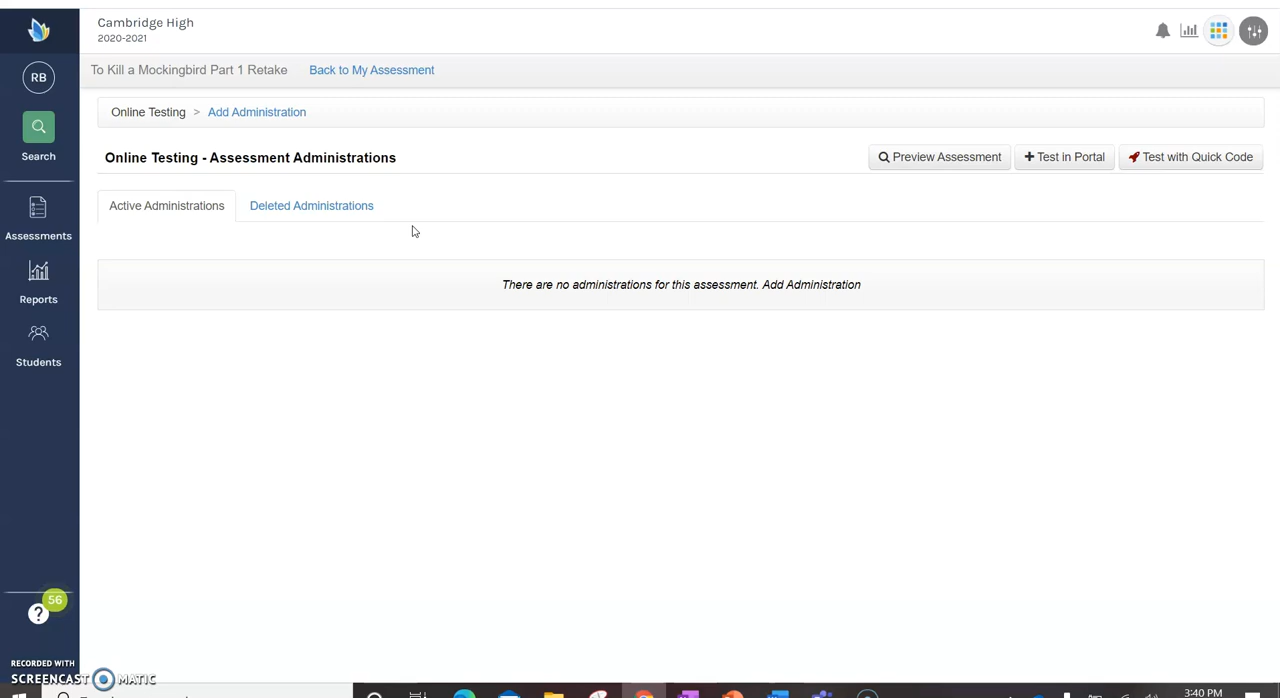 Cambridge High
2020-2021
RB
To Kill a Mockingbird Part 1 Retake Back to My Assessment
Online Testing > Add Administration
Search
Online Testing - Assessment Administrations
Preview Assessment
+ Test in Portal
Test with Quick Code
Active Administrations
Deleted Administrations
Assessments
There are no administrations for this assessment. Add Administration
Reports
Students
56
?
RECORDED WITH
SCREENCAST MATIC
3:40 PM